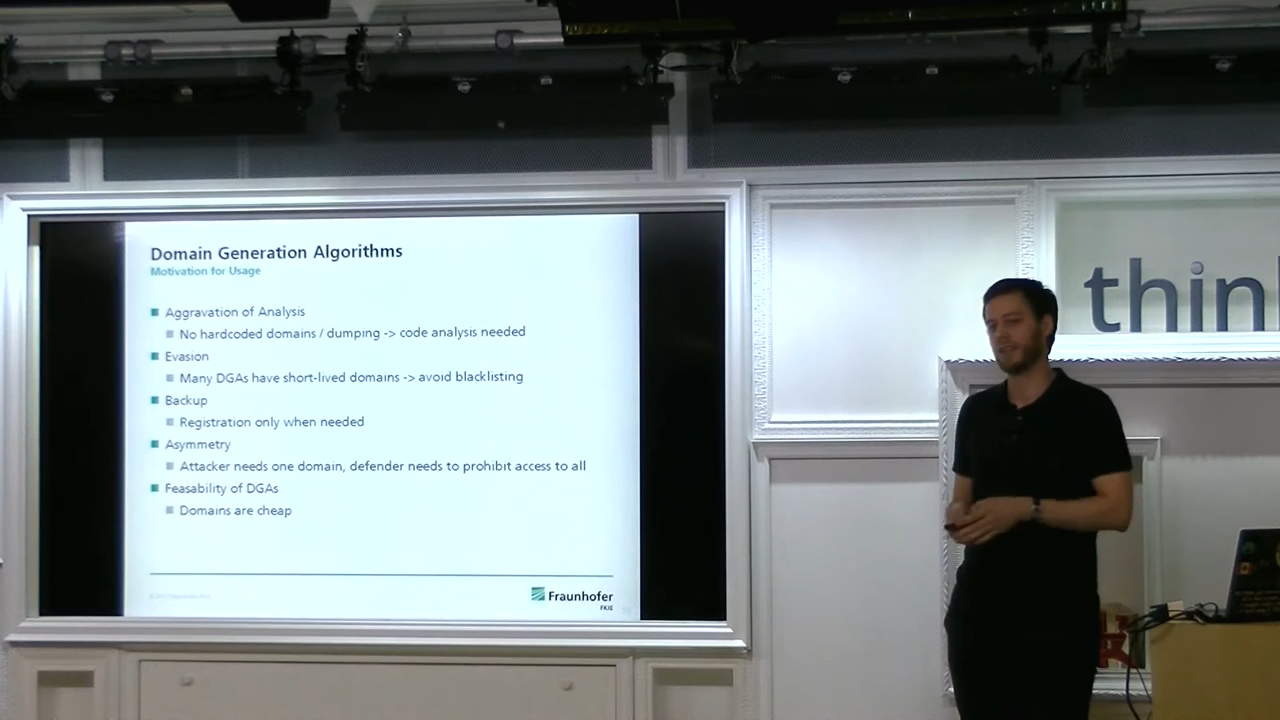 Domain Generation Algorithms
Motivation for Usage
Aggravation of Analysis
No hardcoded domains / dumping -> code analysis needed
Evasion
Many DGAs have short-lived domains -> avoid blacklisting
Backup
Registration only when needed
Asymmetry
Attacker needs one domain, defender needs to prohibit access to all
Feasability of DGAs
Domains are cheap
Fraunhofer
FKIE
thin